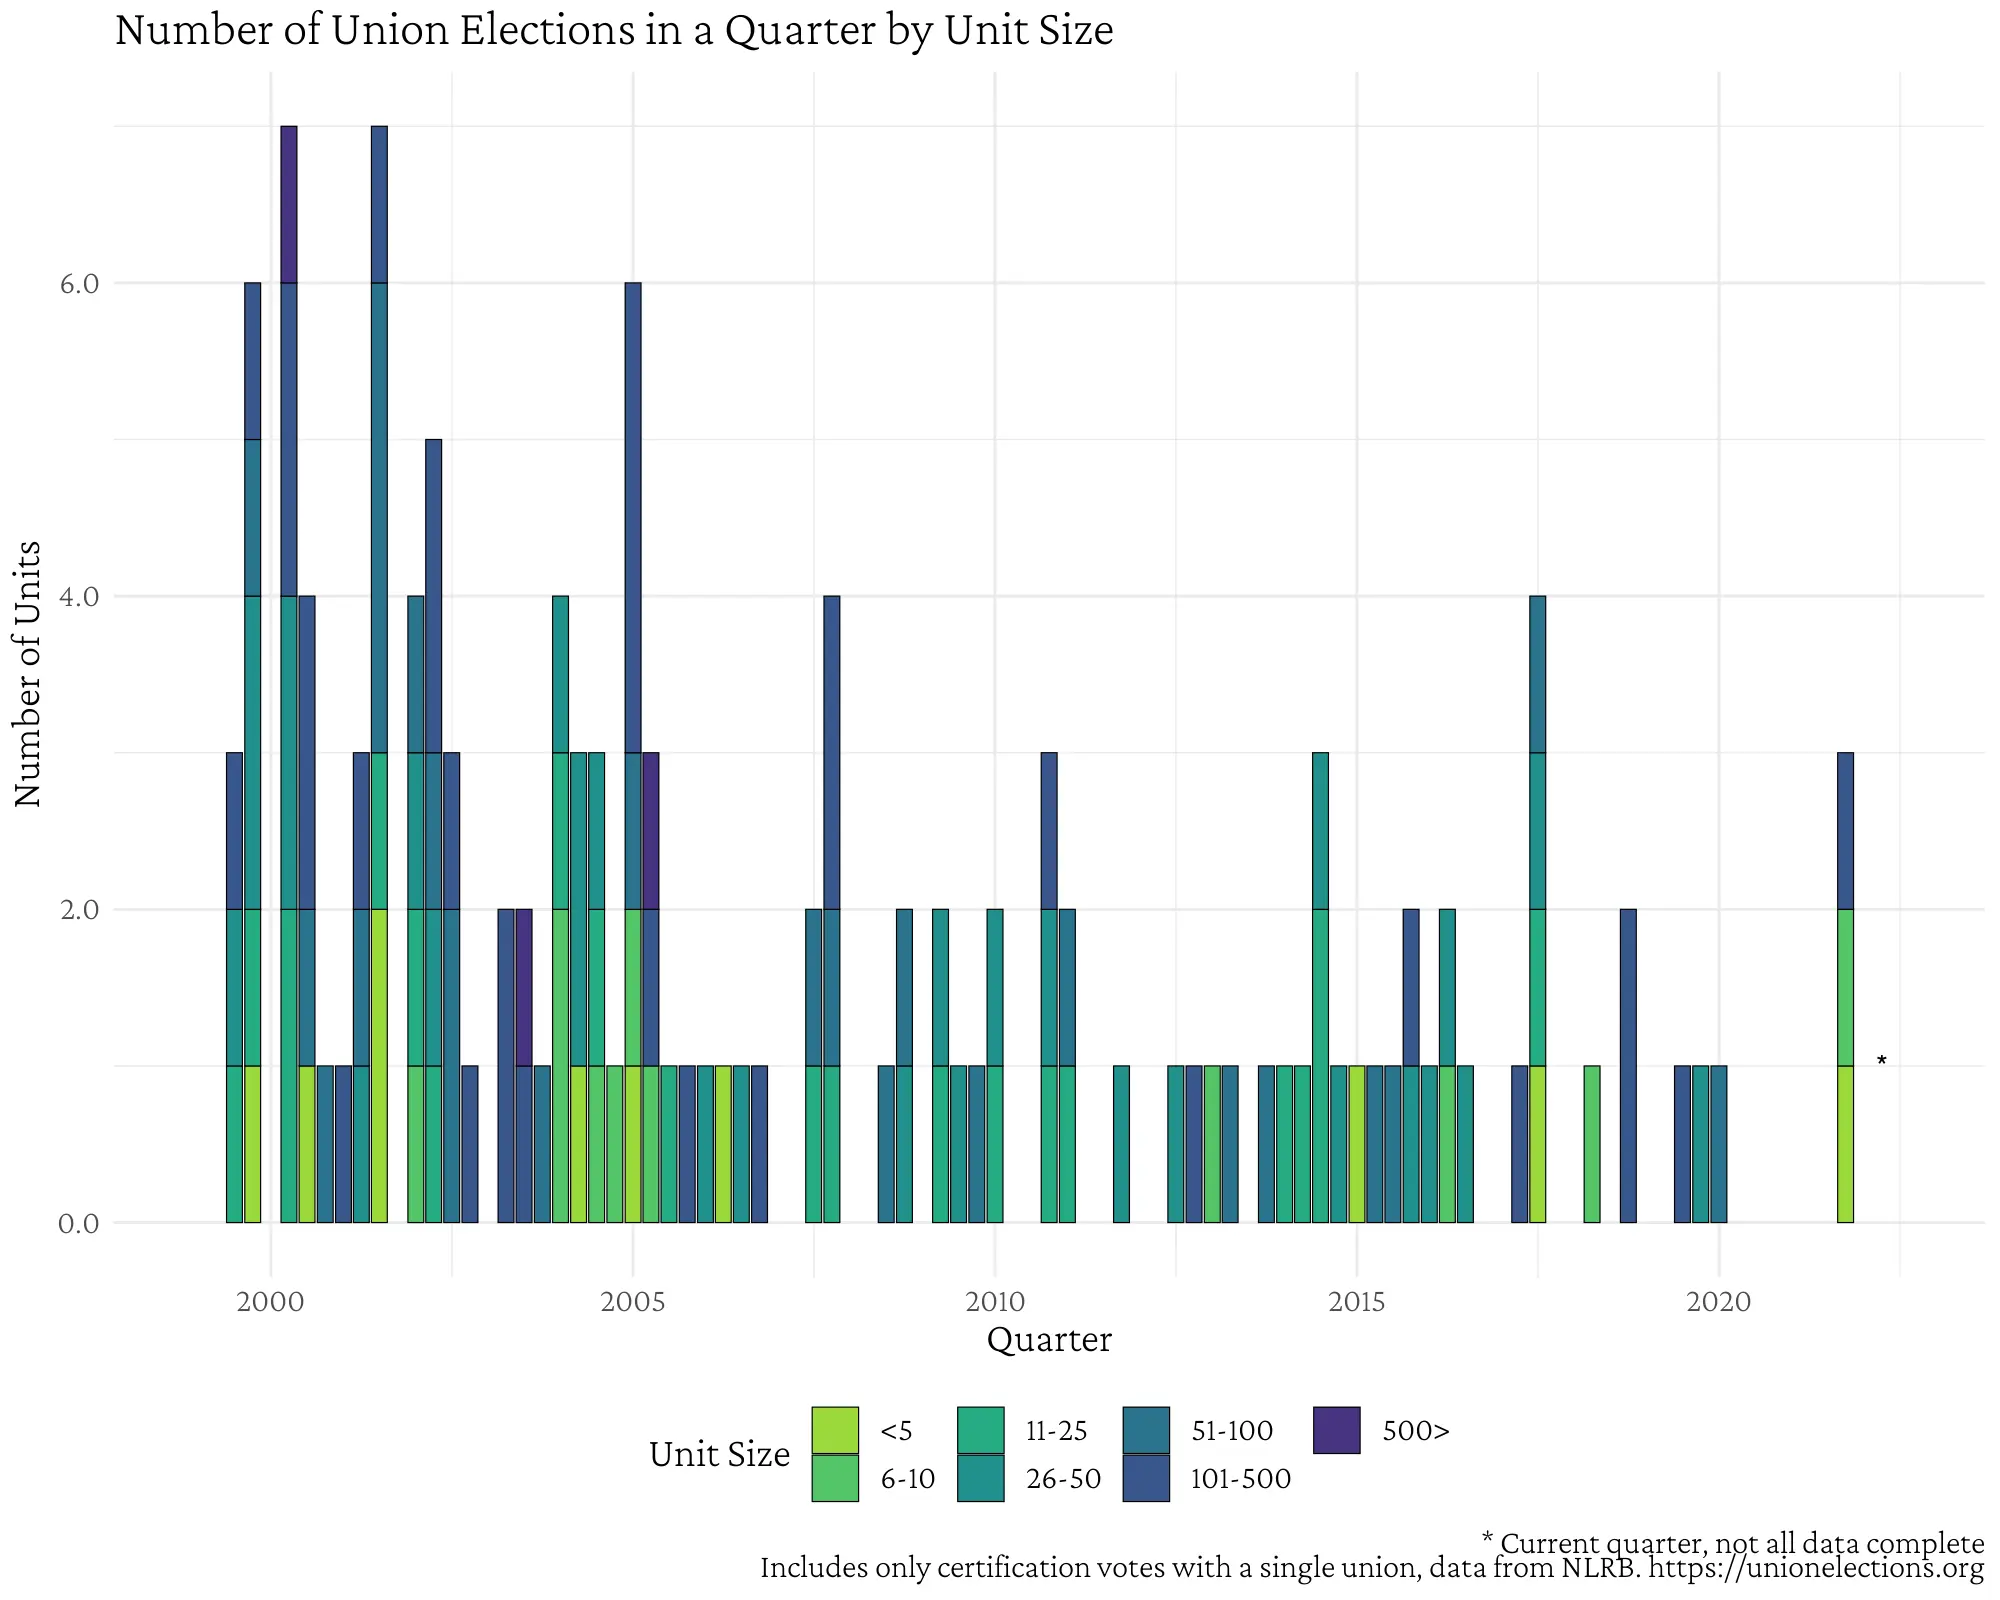 Number of Union Elections in a Quarter by Unit Size
Number of Units
6.0
4.0
2.0
0.0
*
2000 2005 2010 2015 2020
Quarter
Unit Size
<5 11-25 51-100 500>
6-10 26-50 101-500
* Current quarter, not all data complete
Includes only certification votes with a single union, data from NLRB. https://unionelections.org